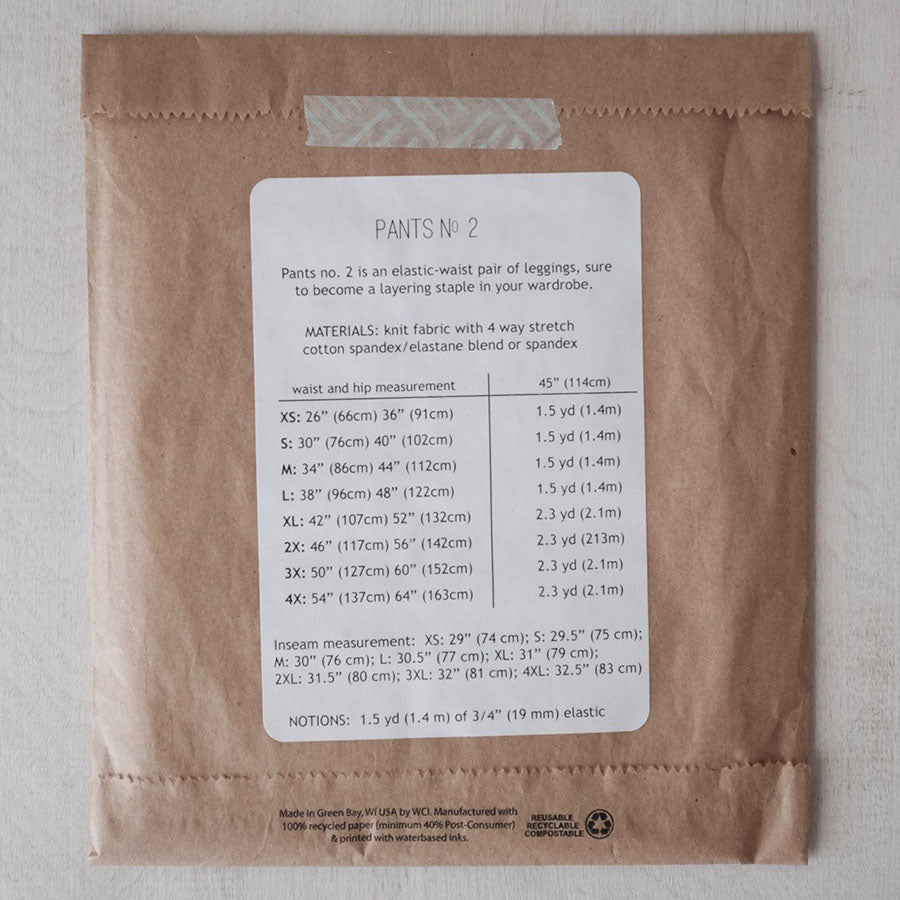 PANTS No 2
Pants no. 2 is an elastic-waist pair of leggings, sure
to become a layering staple in your wardrobe.
MATERIALS: knit fabric with 4 way stretch
cotton spandex/elastane blend or spandex
waist and hip measurement 45” (114cm)
XS: 26” (66cm) 36” (91cm) 1.5 yd (1.4m)
S: 30” (76cm) 40” (102cm) 1.5 yd (1.4m)
M: 34” (86cm) 44” (112cm) 1.5 yd (1.4m)
L: 38” (96cm) 48” (122cm) 1.5 yd (1.4m)
XL: 42” (107cm) 52” (132cm) 2.3 yd (2.1m)
2X: 46” (117cm) 56” (142cm) 2.3 yd (213m)
3X: 50” (127cm) 60” (152cm) 2.3 yd (2.1m)
4X: 54” (137cm) 64” (163cm) 2.3 yd (2.1m)
Inseam measurement: XS: 29” (74 cm); S: 29.5” (75 cm);
M: 30” (76 cm); L: 30.5” (77 cm); XL: 31” (79 cm);
2XL: 31.5” (80 cm); 3XL: 32” (81 cm); 4XL: 32.5” (83 cm)
NOTIONS: 1.5 yd (1.4 m) of 3/4” (19 mm) elastic
Made in Green Bay, WI USA by WCI. Manufactured with
100% recycled paper (minimum 40% Post-Consumer)
& printed with waterbased inks.
REUSABLE
RECYCLABLE
COMPOSTABLE